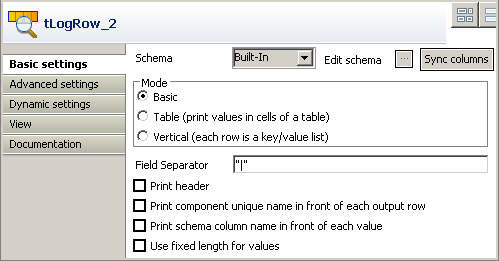 tLogRow_2
Basic settings
Advanced settings
Dynamic settings
View
Documentation
Schema
Built-In
Edit schema
...
Sync columns
Mode
Basic
Table (print values in cells of a table)
Vertical (each row is a key/value list)
Field Separator
"|"
Print header
Print component unique name in front of each output row
Print schema column name in front of each value
Use fixed length for values